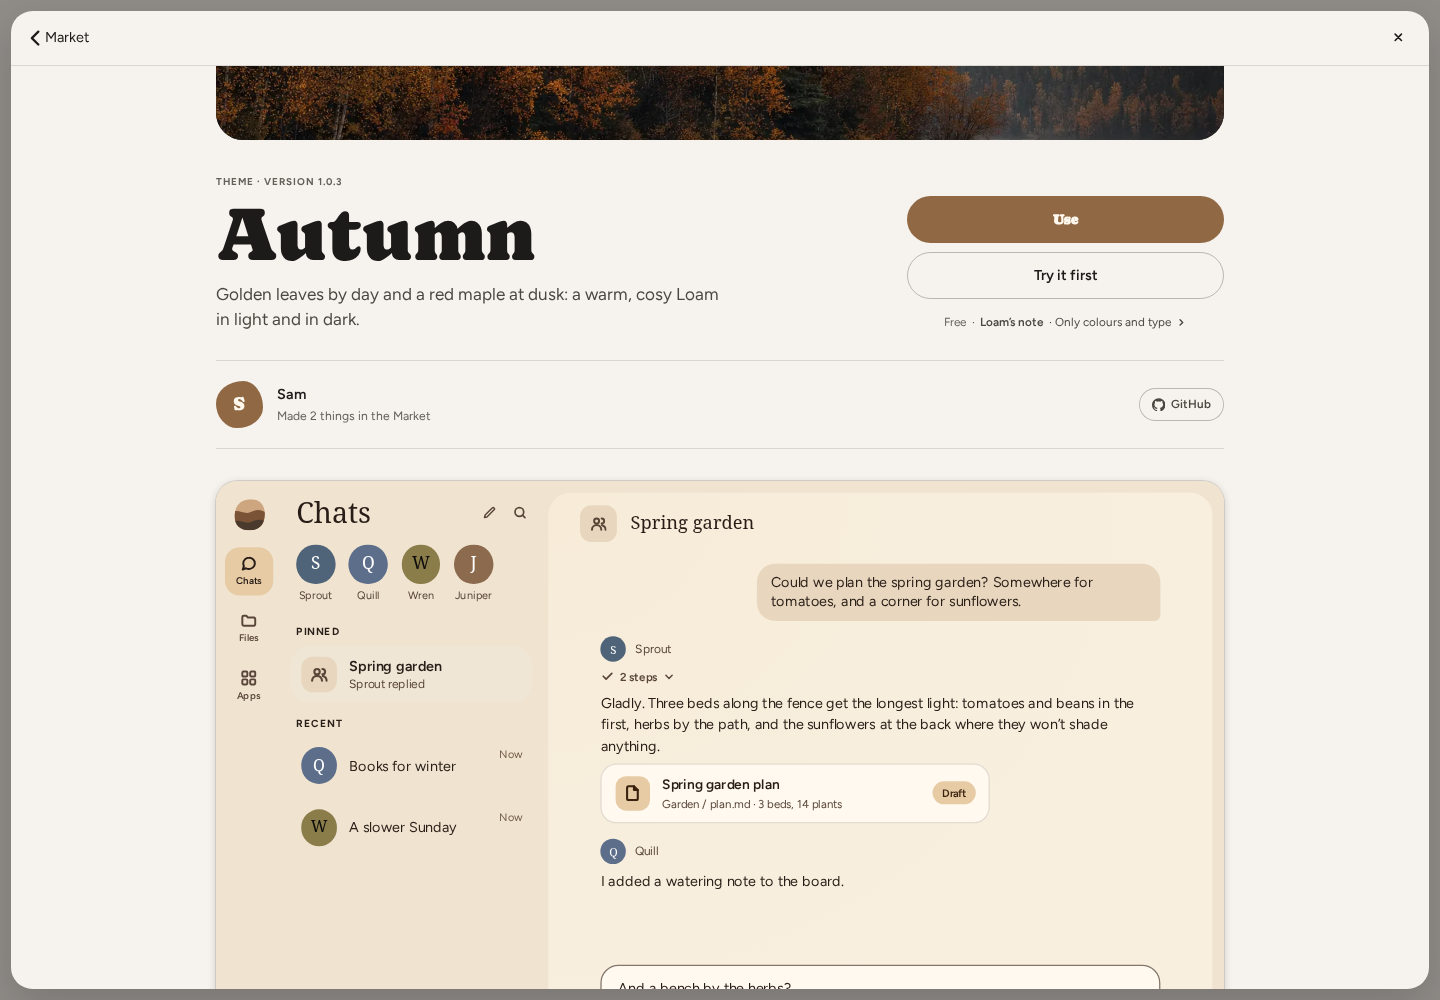 Market
THEME · VERSION 1.0.3
Autumn
Golden leaves by day and a red maple at dusk: a warm, cosy Loam
in light and in dark.
Use
Try it first
Free · Loam's note · Only colours and type
S
Sam
Made 2 things in the Market
GitHub
Chats
Files
Apps
Chats
S
Q
W
J
Sprout
Quill
Wren
Juniper
PINNED
Spring garden
Sprout replied
RECENT
Q
Books for winter
Now
W
A slower Sunday
Now
Spring garden
Could we plan the spring garden? Somewhere for
tomatoes, and a corner for sunflowers.
S
Sprout
2 steps
Gladly. Three beds along the fence get the longest light: tomatoes and beans in the
first, herbs by the path, and the sunflowers at the back where they won't shade
anything.
Spring garden plan
Garden / plan.md · 3 beds, 14 plants
Draft
Q
Quill
I added a watering note to the board.
And a bench by the herbs?